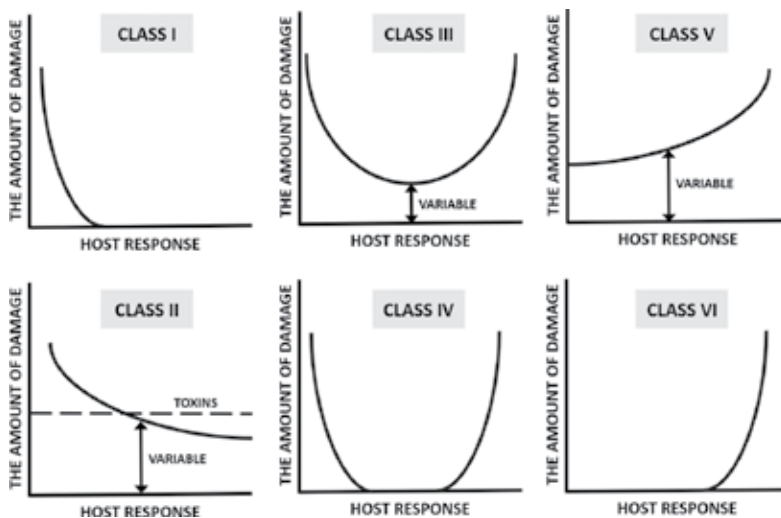 CLASS I
THE AMOUNT OF DAMAGE
HOST RESPONSE
CLASS III
THE AMOUNT OF DAMAGE
VARIABLE
HOST RESPONSE
CLASS V
THE AMOUNT OF DAMAGE
VARIABLE
HOST RESPONSE
CLASS II
THE AMOUNT OF DAMAGE
TOXINS
VARIABLE
HOST RESPONSE
CLASS IV
THE AMOUNT OF DAMAGE
HOST RESPONSE
CLASS VI
THE AMOUNT OF DAMAGE
HOST RESPONSE